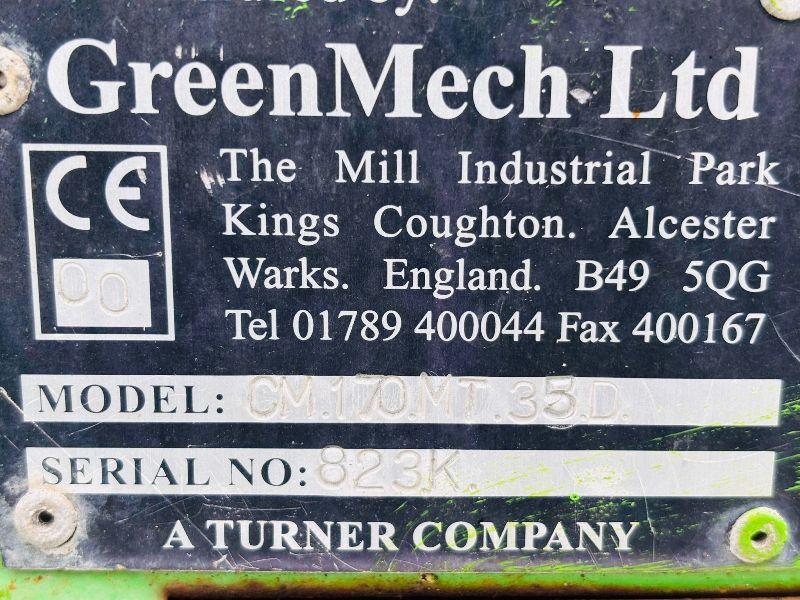 by:
GreenMech Ltd
CE
00
The Mill Industrial Park
Kings Coughton. Alcester
Warks. England. B49 5QG
Tel 01789 400044 Fax 400167
MODEL: CM.170.MT.35.D.
SERIAL NO: 823K.
A TURNER COMPANY